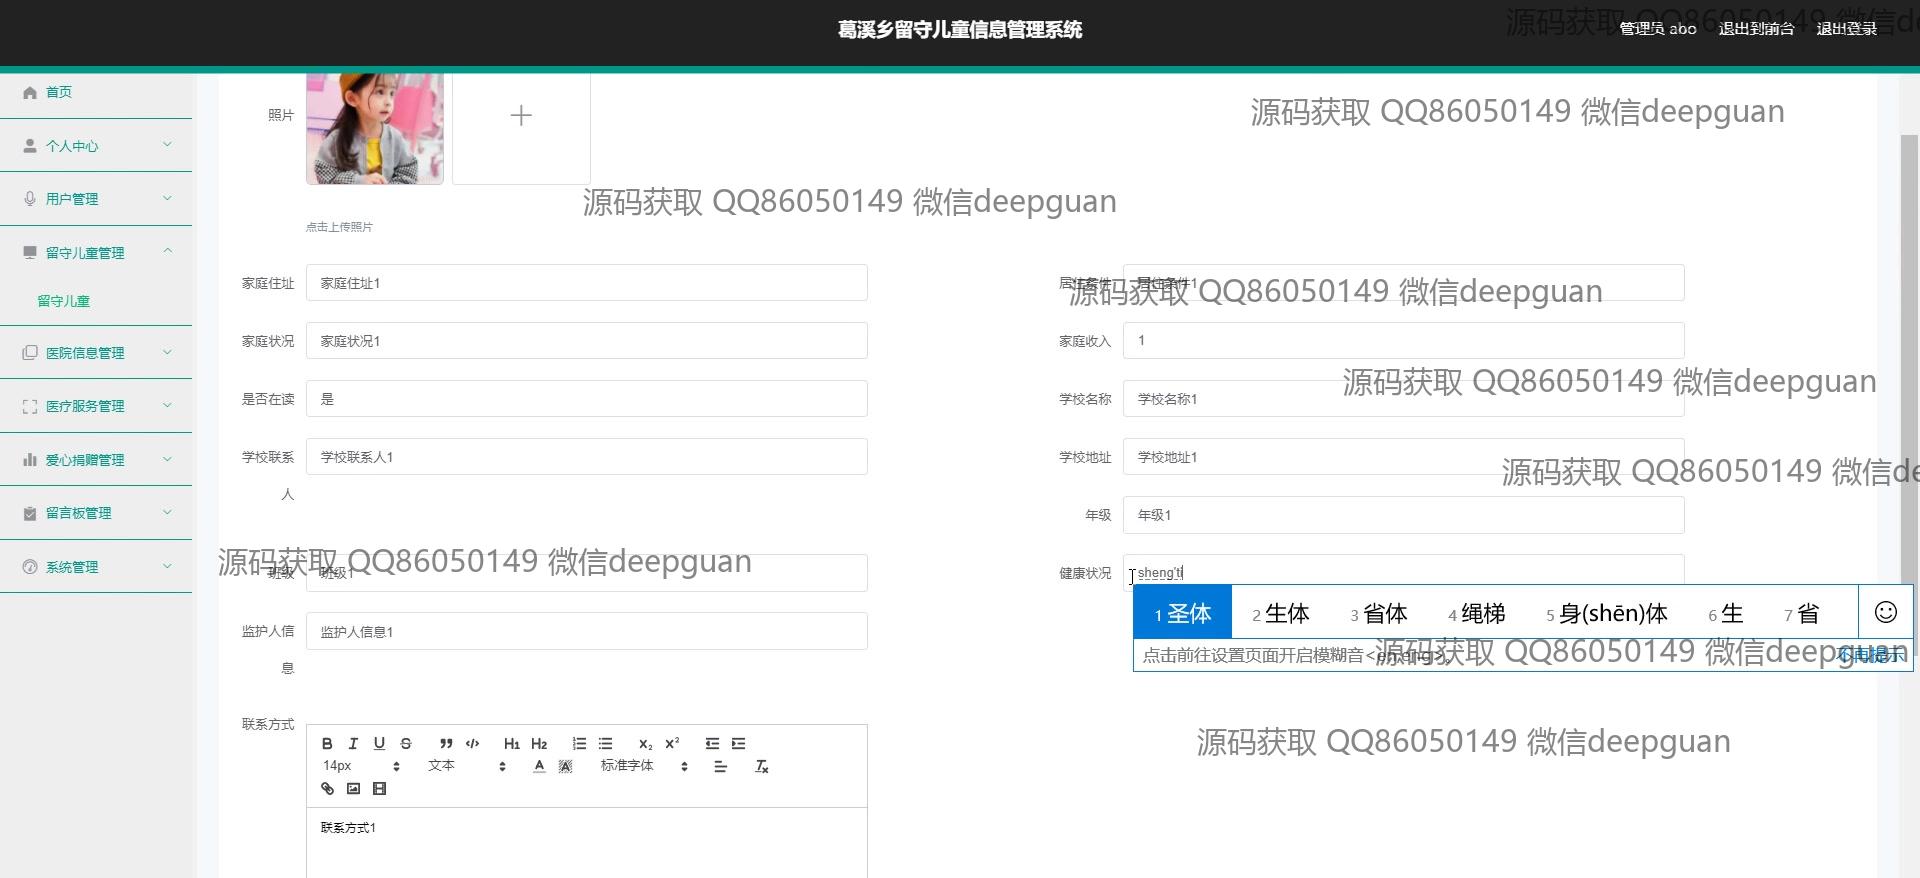 葛溪乡留守儿童信息管理系统
源码获取 QQ86050149 微信d
管理员 abo 退出到前台 退出登录
首页
个人中心
用户管理
留守儿童管理
留守儿童
医院信息管理
医疗服务管理
爱心捐赠管理
留言板管理
系统管理
照片
源码获取 QQ86050149 微信deepguan
源码获取 QQ86050149 微信deepguan
点击上传照片
家庭住址 家庭住址1
居住条件 居住条件1
源码获取 QQ86050149 微信deepguan
家庭状况 家庭状况1
家庭收入 1
源码获取 QQ86050149 微信deepguan
是否在读 是
学校名称 学校名称1
学校联系人 学校联系人1
学校地址 学校地址1
源码获取 QQ86050149 微信de
年级 年级1
源码获取 QQ86050149 微信deepguan
班级 班级1
健康状况 sheng'ti
1 圣体 2 生体 3 省体 4 绳梯 5 身(shēn)体 6 生 7 省
监护人信息 监护人信息1
点击前往设置页面开启模糊音<en,eng>。 不再提示
源码获取 QQ86050149 微信deepguan
联系方式
B I U S H1 H2 x2 x2
14px 文本 A A 标准字体 Tx
源码获取 QQ86050149 微信deepguan
联系方式1